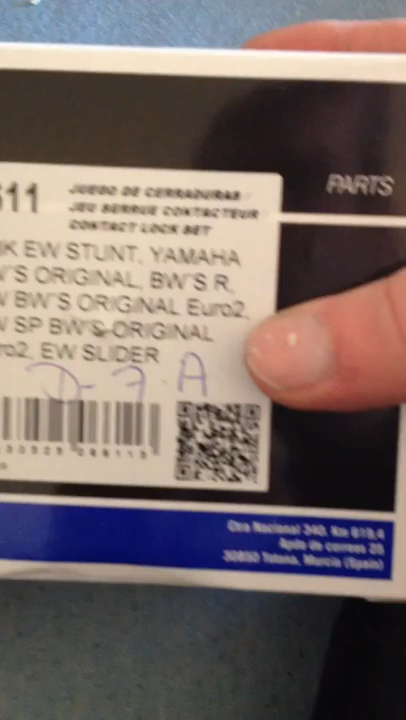 PARTS
611
JUEGO DE CERRADURAS
JEU SERRUE CONTACTEUR
CONTACT LOCK SET
K EW STUNT, YAMAHA
'S ORIGINAL, BW'S R,
BW'S ORIGINAL Euro2,
SP BW'S ORIGINAL
ro2, EW SLIDER
D-7.A
Ctra Nacional 340, Km 619,4
Apdo de correos 28
30850 Totana, Murcia (Spain)